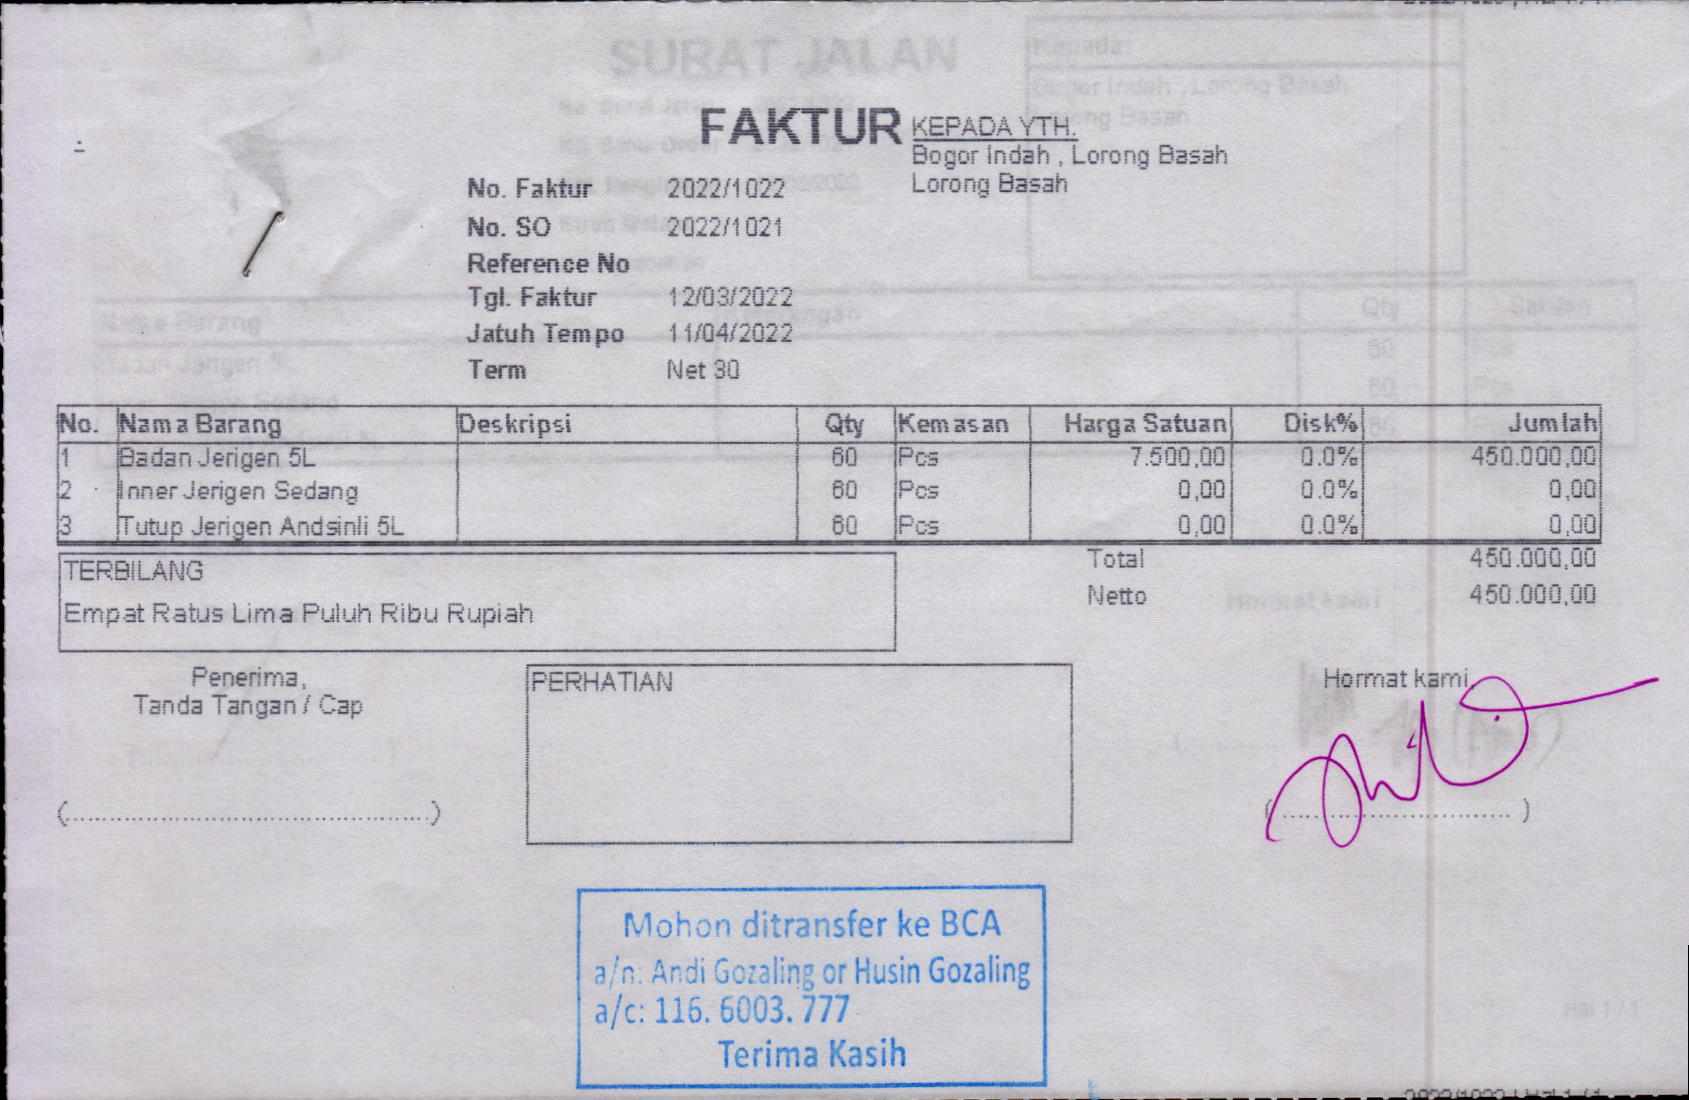 FAKTUR
KEPADA YTH.
Bogor Indah , Lorong Basah
Lorong Basah
No. Faktur 2022/1022
No. SO 2022/1021
Reference No
Tgl. Faktur 12/03/2022
Jatuh Tempo 11/04/2022
Term Net 30
No. Nama Barang Deskripsi Qty Kemasan Harga Satuan Disk% Jumlah
1 Badan Jerigen 5L 60 Pcs 7.500,00 0.0% 450.000,00
2 Inner Jerigen Sedang 60 Pcs 0,00 0.0% 0,00
3 Tutup Jerigen Andsinli 5L 60 Pcs 0,00 0.0% 0,00
Total 450.000,00
Netto 450.000,00
TERBILANG
Empat Ratus Lima Puluh Ribu Rupiah
Penerima,
Tanda Tangan / Cap
PERHATIAN
Hormat kami,
(................................................)
(................................)
Mohon ditransfer ke BCA
a/n: Andi Gozaling or Husin Gozaling
a/c: 116. 6003. 777
Terima Kasih